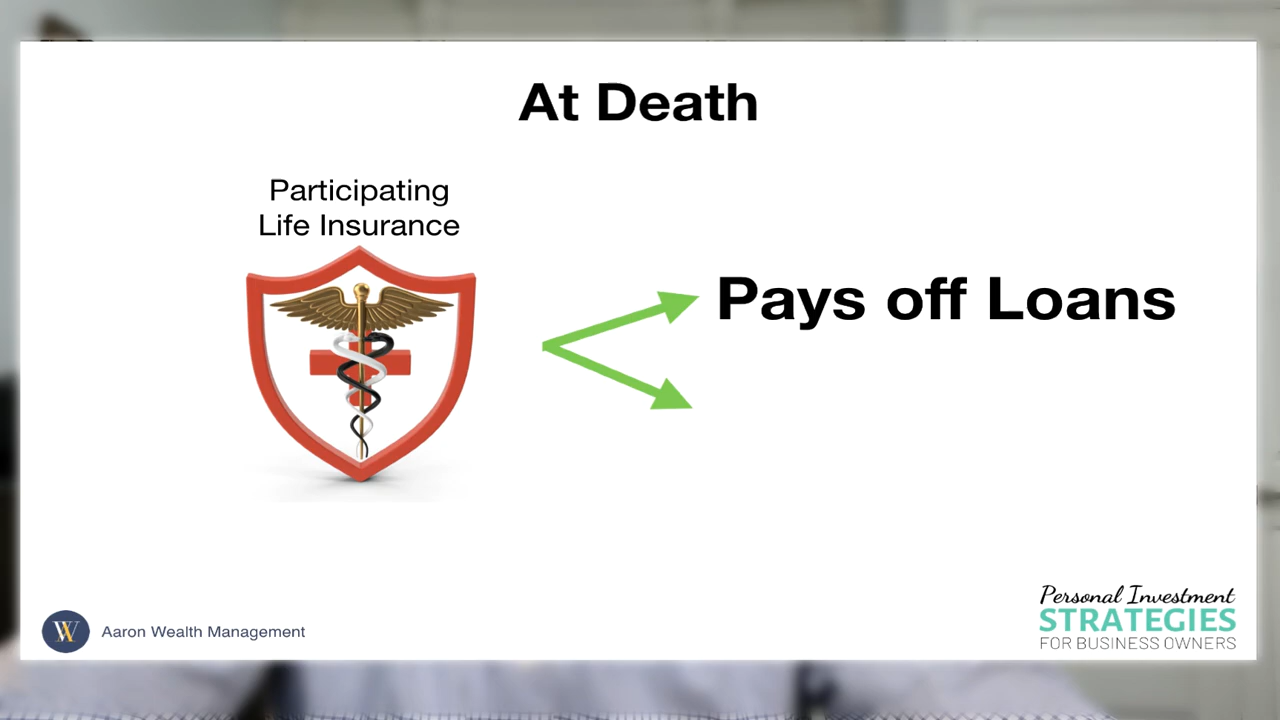 At Death
Participating
Life Insurance
Pays off Loans
Aaron Wealth Management
Personal Investment
STRATEGIES
FOR BUSINESS OWNERS